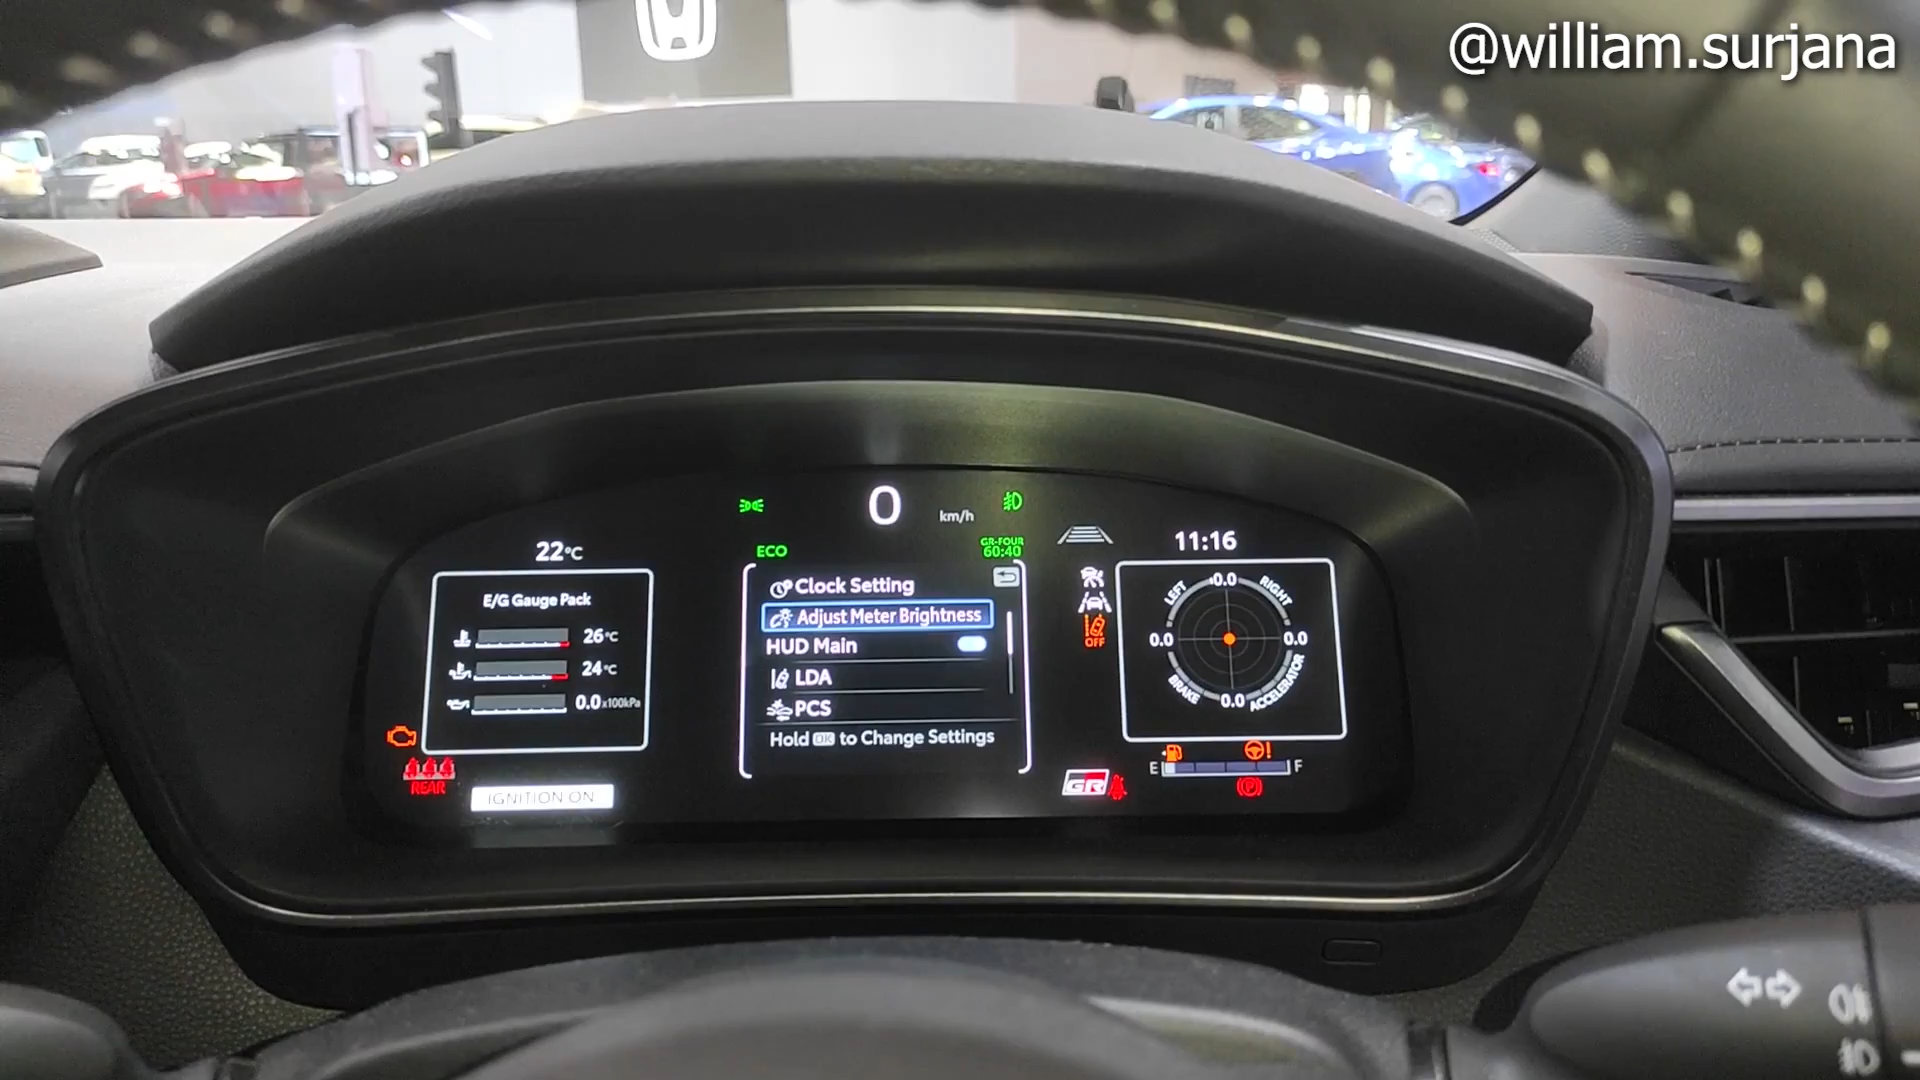 @william.surjana
0 km/h
ECO
GR-FOUR
60:40
22°C
E/G Gauge Pack
26°C
24°C
0.0 x100kPa
REAR
IGNITION ON
Clock Setting
Adjust Meter Brightness
HUD Main
LDA
PCS
Hold OK to Change Settings
OFF
11:16
0.0
LEFT
RIGHT
0.0
0.0
BRAKE
0.0
ACCELERATOR
GR
E
F
!
(P)